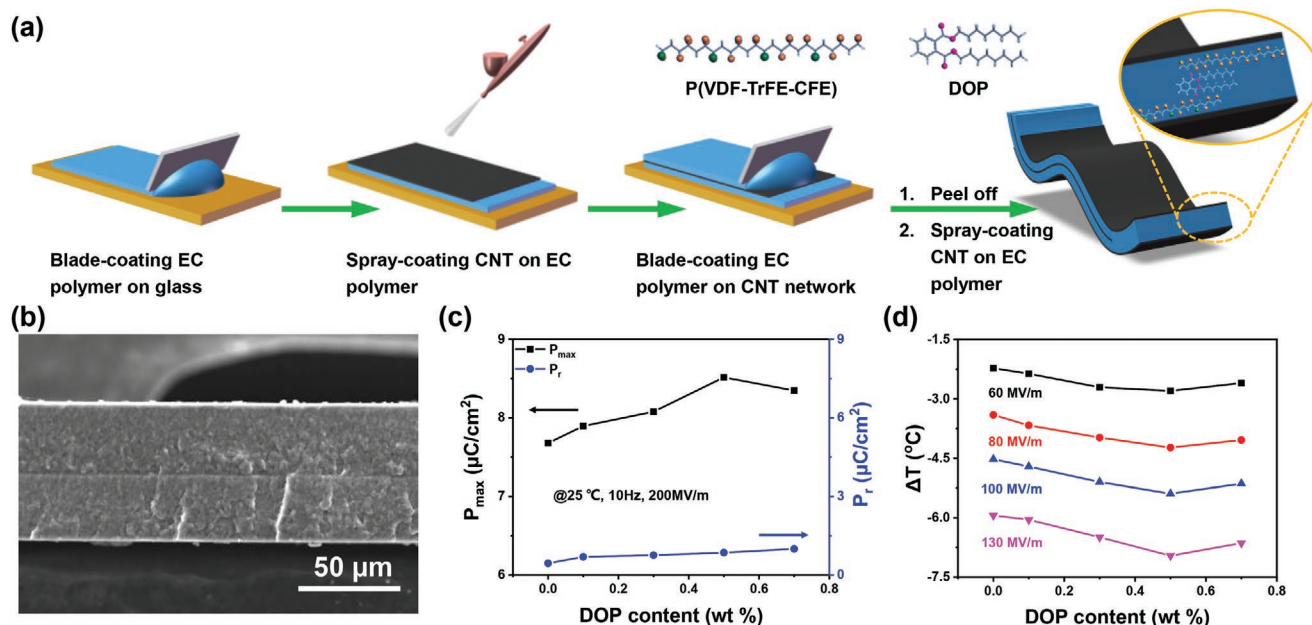 (a)
P(VDF-TrFE-CFE)
DOP
Blade-coating EC
polymer on glass
Spray-coating CNT on EC
polymer
Blade-coating EC
polymer on CNT network
1. Peel off
2. Spray-coating
CNT on EC
polymer
(b)
50 µm
(c)
9
8
7
6
P_max (µC/cm²)
P_max
P_r
@25 ℃, 10Hz, 200MV/m
9
6
3
0
P_r (µC/cm²)
0.0 0.2 0.4 0.6 0.8
DOP content (wt %)
(d)
-1.5
-3.0
-4.5
-6.0
-7.5
ΔT (°C)
60 MV/m
80 MV/m
100 MV/m
130 MV/m
0.0 0.2 0.4 0.6 0.8
DOP content (wt %)